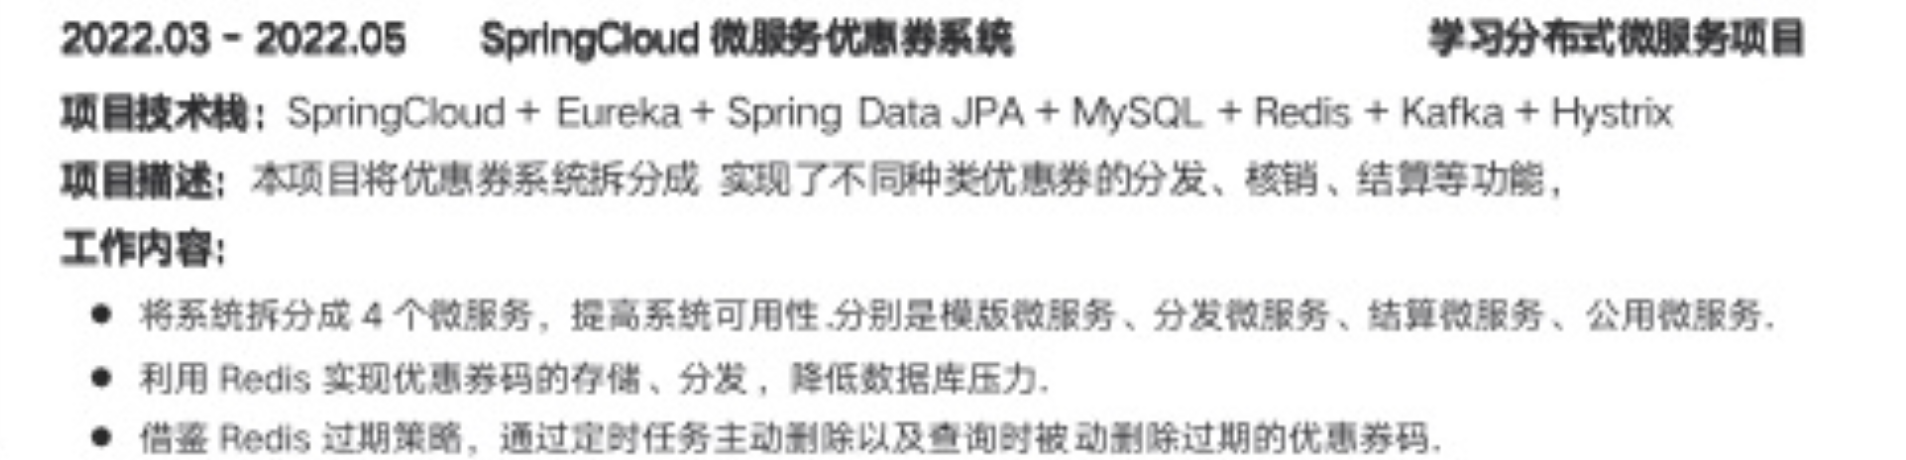 2022.03 - 2022.05 SpringCloud 微服务优惠券系统 学习分布式微服务项目
项目技术栈：SpringCloud + Eureka + Spring Data JPA + MySQL + Redis + Kafka + Hystrix
项目描述：本项目将优惠券系统拆分成 实现了不同种类优惠券的分发、核销、结算等功能，
工作内容：
● 将系统拆分成 4 个微服务，提高系统可用性.分别是模版微服务、分发微服务、结算微服务、公用微服务.
● 利用 Redis 实现优惠券码的存储、分发，降低数据库压力.
● 借鉴 Redis 过期策略，通过定时任务主动删除以及查询时被动删除过期的优惠券码.